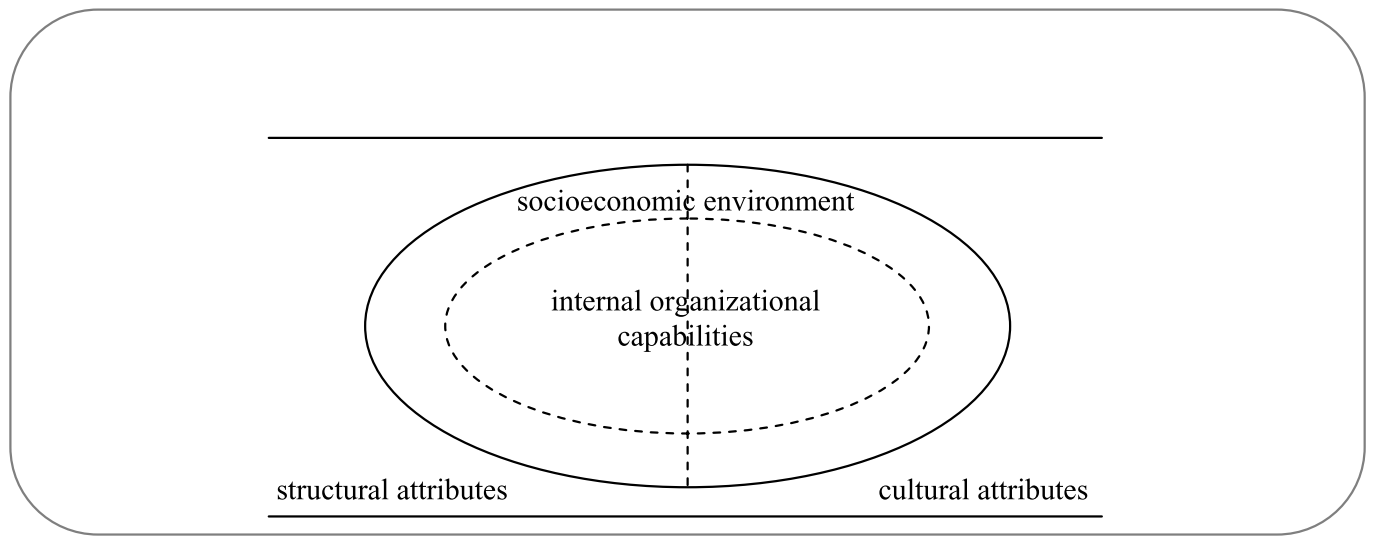 socioeconomic environment
internal organizational
capabilities
structural attributes
cultural attributes